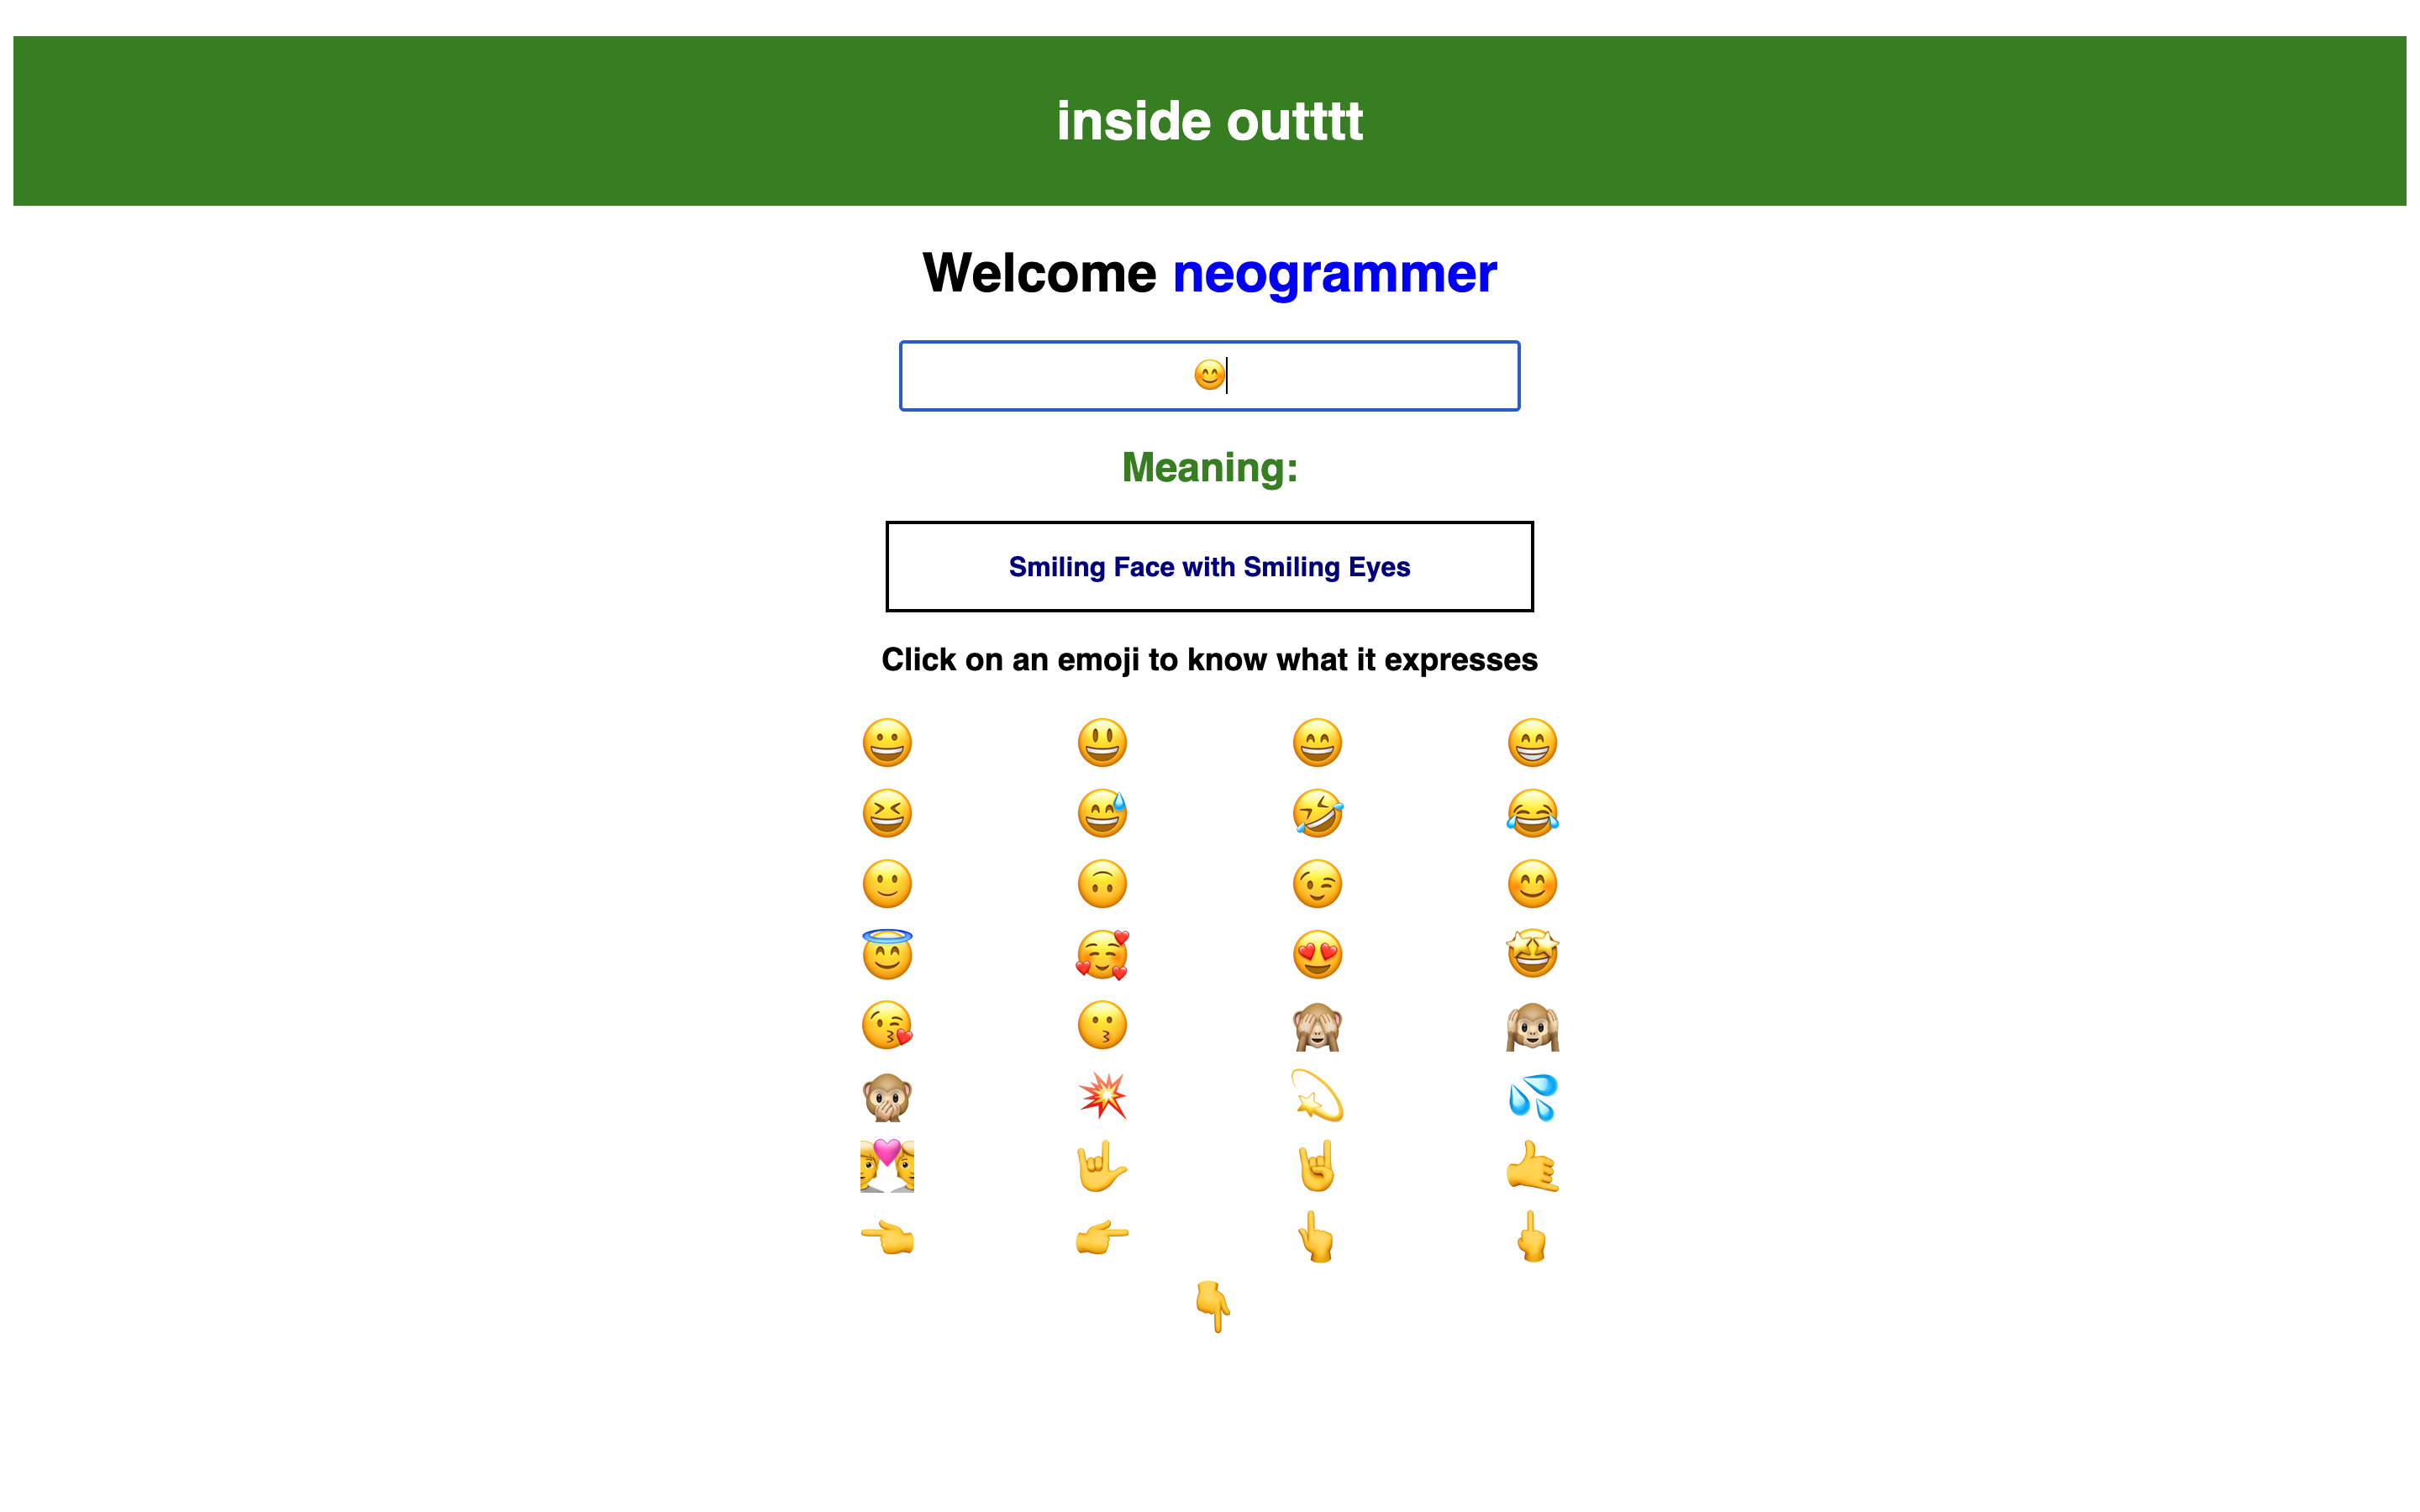 inside outttt
Welcome neogrammer
😊
Meaning:
Smiling Face with Smiling Eyes
Click on an emoji to know what it expresses
😀 😃 😄 😁
😆 😅 🤣 😂
🙂 🙃 😉 😊
😇 🥰 😍 🤩
😘 😗 🙈 🙉
🙊 💥 💫 💦
💑 🤟 🤘 🤙
👈 👉 👆 🖕
👇